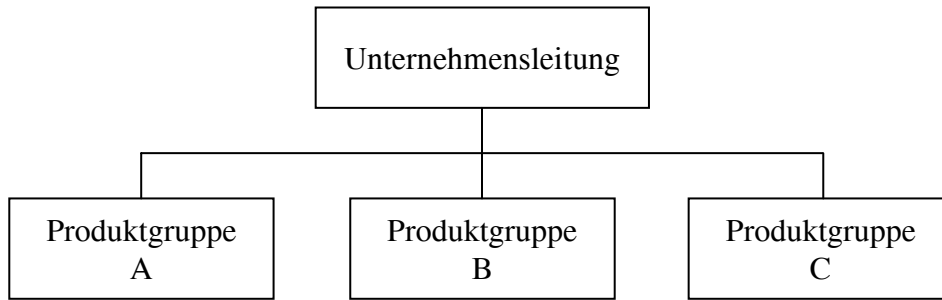 Unternehmensleitung
Produktgruppe
A
Produktgruppe
B
Produktgruppe
C